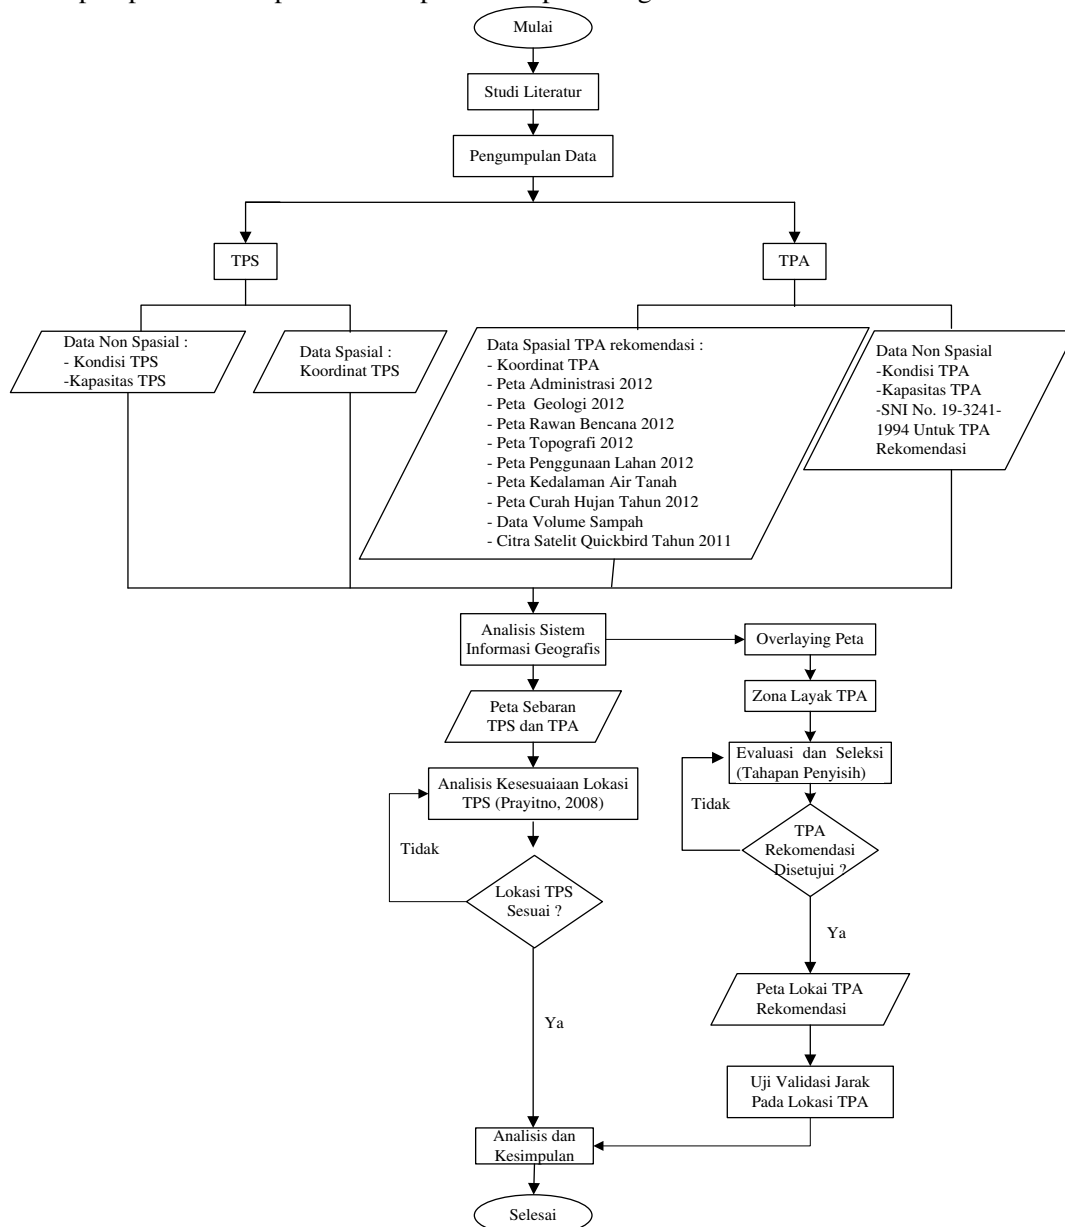 Mulai
Studi Literatur
Pengumpulan Data
TPS
TPA
Data Non Spasial :
- Kondisi TPS
-Kapasitas TPS
Data Spasial :
Koordinat TPS
Data Spasial TPA rekomendasi :
- Koordinat TPA
- Peta Administrasi 2012
- Peta Geologi 2012
- Peta Rawan Bencana 2012
- Peta Topografi 2012
- Peta Penggunaan Lahan 2012
- Peta Kedalaman Air Tanah
- Peta Curah Hujan Tahun 2012
- Data Volume Sampah
- Citra Satelit Quickbird Tahun 2011
Data Non Spasial
-Kondisi TPA
-Kapasitas TPA
-SNI No. 19-3241-
1994 Untuk TPA
Rekomendasi
Analisis Sistem
Informasi Geografis
Overlaying Peta
Zona Layak TPA
Peta Sebaran
TPS dan TPA
Evaluasi dan Seleksi
(Tahapan Penyisih)
Analisis Kesesuaiaan Lokasi
TPS (Prayitno, 2008)
Tidak
TPA
Rekomendasi
Disetujui ?
Tidak
Lokasi TPS
Sesuai ?
Ya
Peta Lokai TPA
Rekomendasi
Ya
Uji Validasi Jarak
Pada Lokasi TPA
Analisis dan
Kesimpulan
Selesai